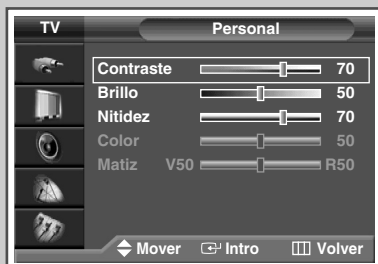 TV Personal
Contraste 70
Brillo 50
Nitidez 70
Color 50
Matiz V50 R50
Mover Intro Volver